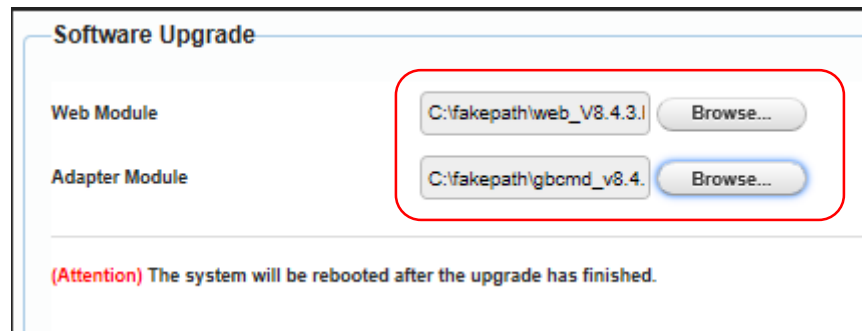 Software Upgrade
Web Module C:\fakepath\web_V8.4.3. Browse...
Adapter Module C:\fakepath\gbcmd_v8.4. Browse...
(Attention) The system will be rebooted after the upgrade has finished.